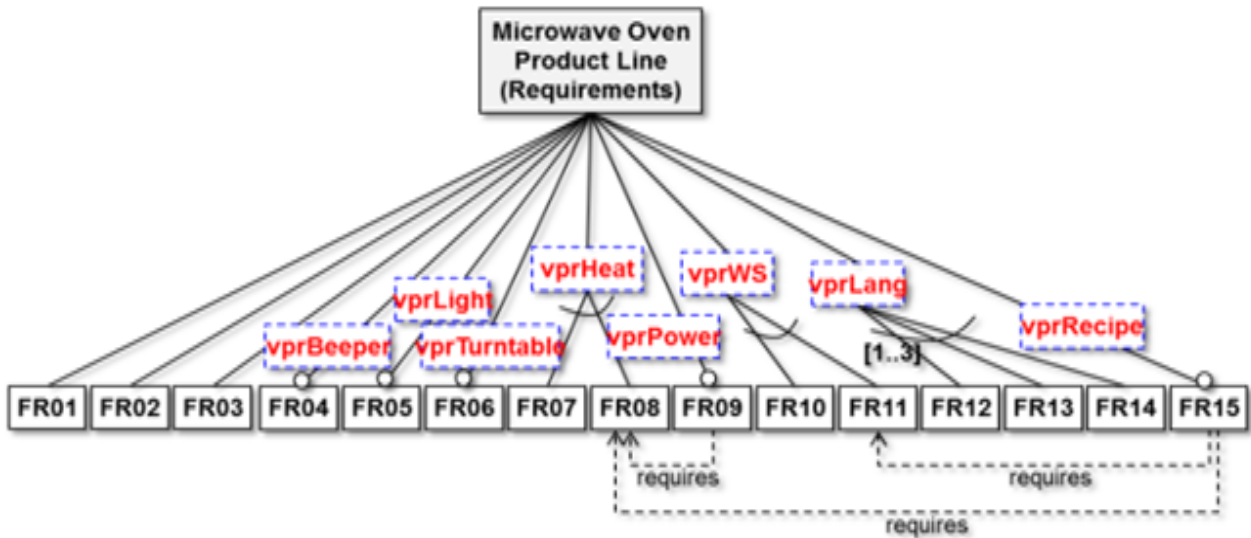 Microwave Oven
Product Line
(Requirements)
vprHeat
vprWS
vprLang
vprLight
vprRecipe
vprBeeper
vprTurntable
vprPower
[1..3]
FR01 FR02 FR03 FR04 FR05 FR06 FR07 FR08 FR09 FR10 FR11 FR12 FR13 FR14 FR15
requires
requires
requires